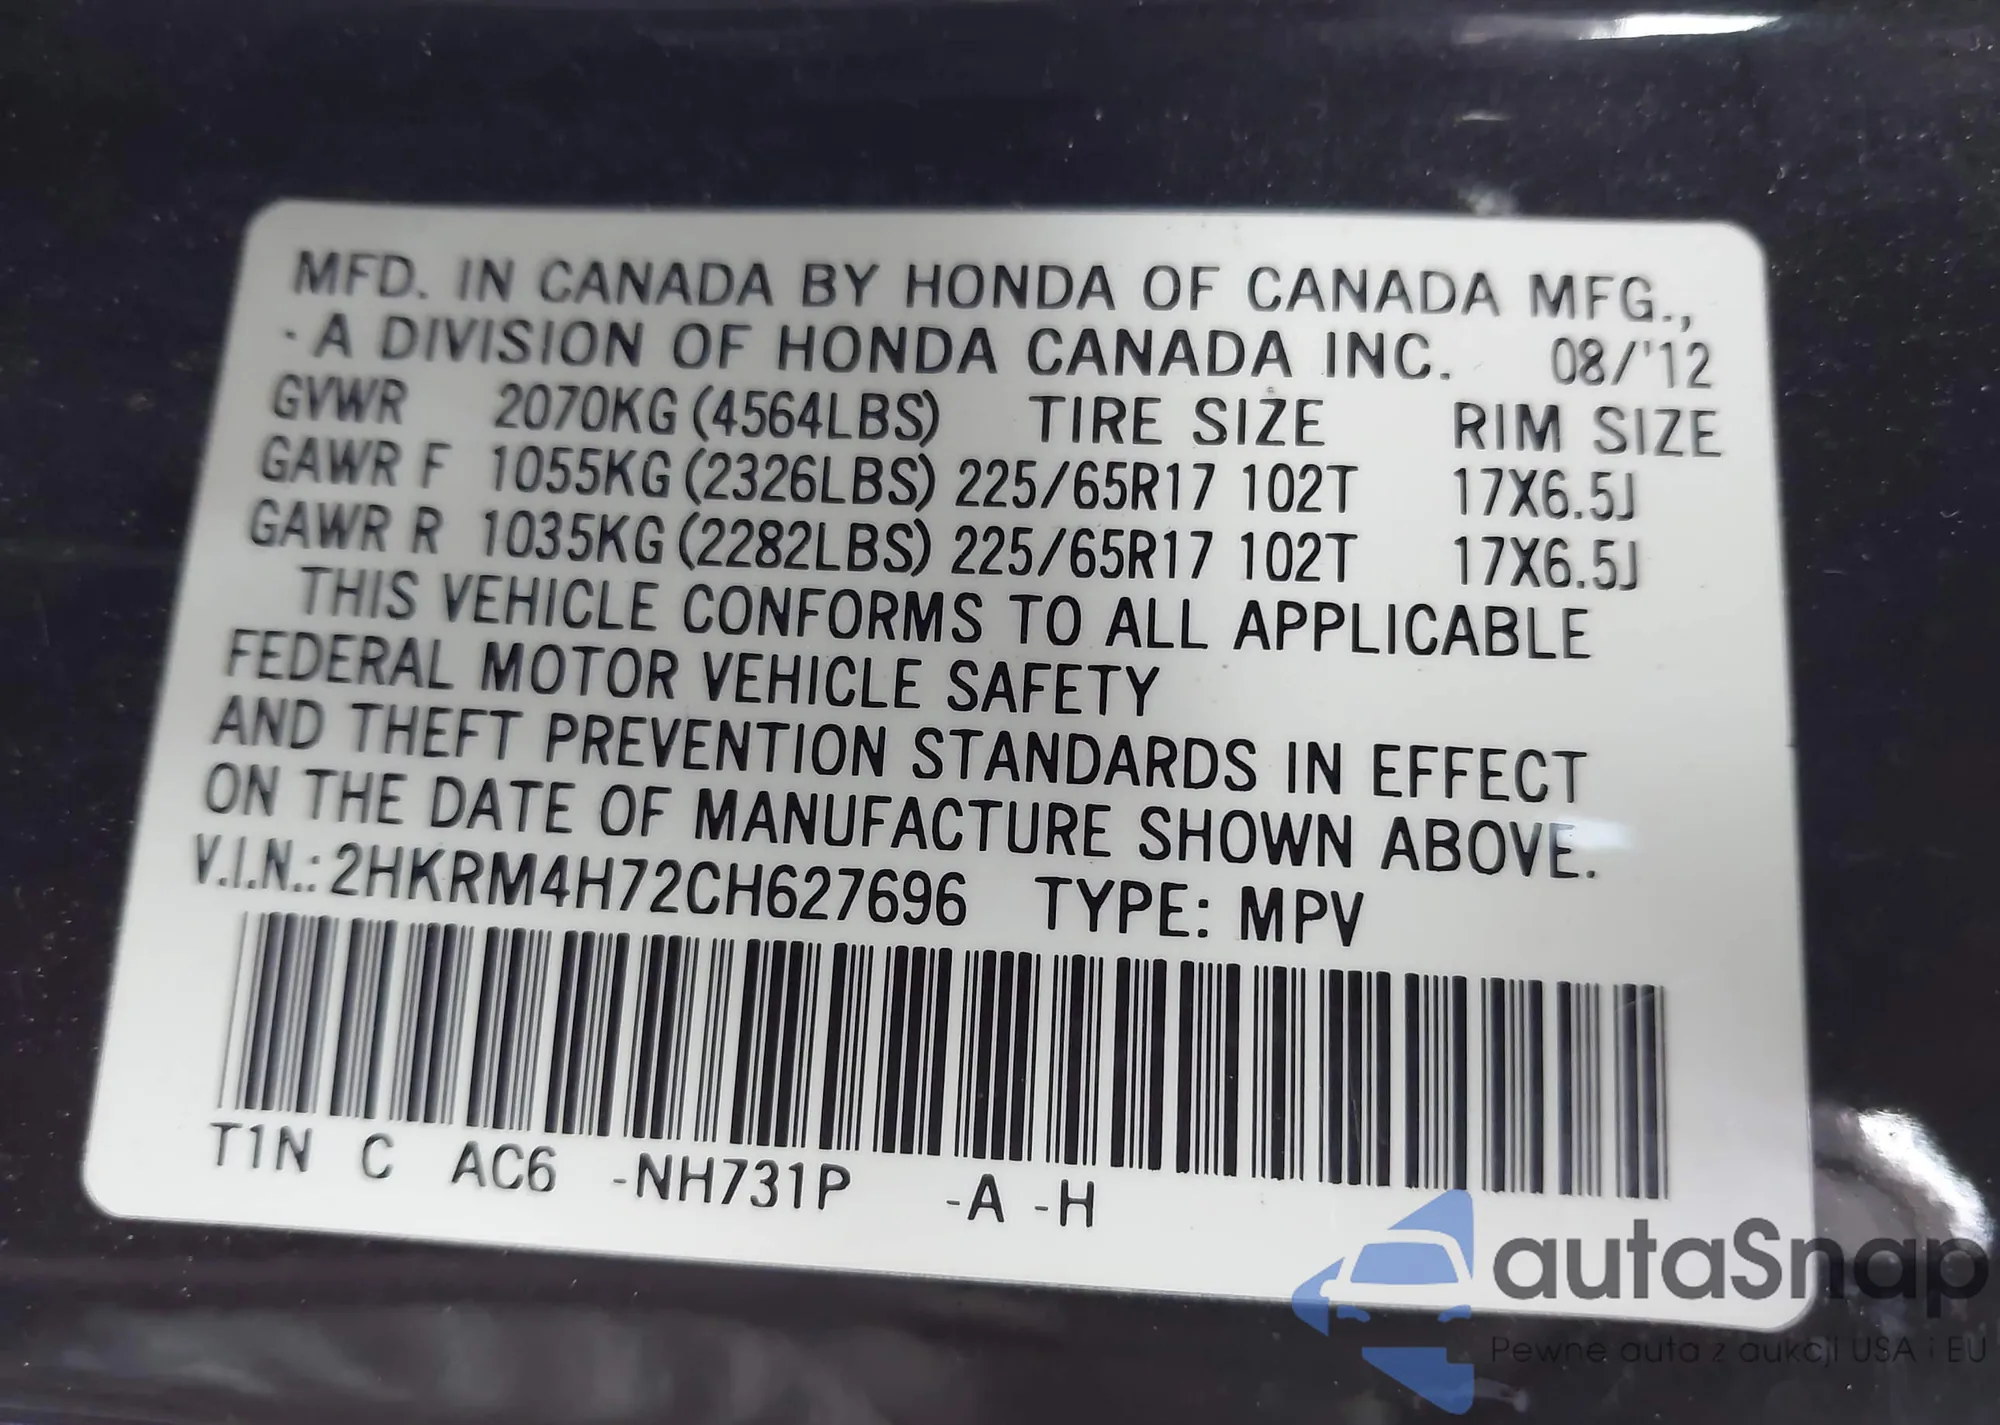 MFD. IN CANADA BY HONDA OF CANADA MFG.,
- A DIVISION OF HONDA CANADA INC. 08/'12
GVWR 2070KG (4564LBS) TIRE SIZE RIM SIZE
GAWR F 1055KG (2326LBS) 225/65R17 102T 17X6.5J
GAWR R 1035KG (2282LBS) 225/65R17 102T 17X6.5J
THIS VEHICLE CONFORMS TO ALL APPLICABLE
FEDERAL MOTOR VEHICLE SAFETY
AND THEFT PREVENTION STANDARDS IN EFFECT
ON THE DATE OF MANUFACTURE SHOWN ABOVE.
V.I.N.: 2HKRM4H72CH627696 TYPE: MPV
T1N C AC6 -NH731P -A -H
autaSnap
Pewne auta z aukcji USA i EU